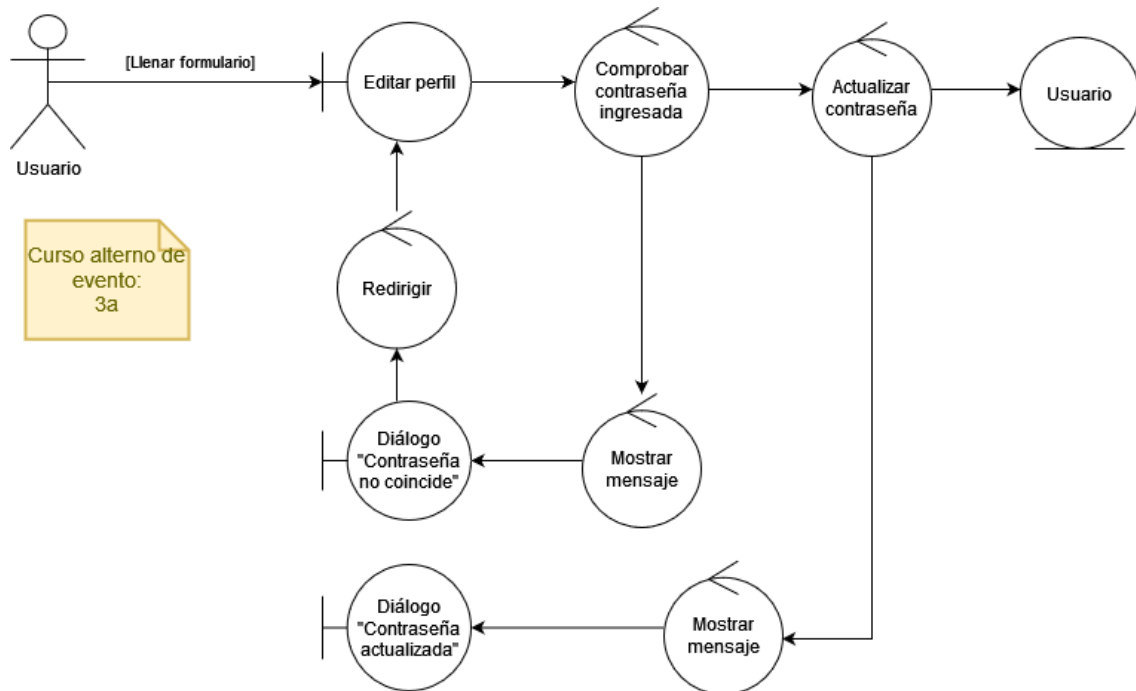 [Llenar formulario]
Editar perfil
Comprobar
contraseña
ingresada
Actualizar
contraseña
Usuario
Usuario
Curso alterno de
evento:
3a
Redirigir
Diálogo
"Contraseña
no coincide"
Mostrar
mensaje
Diálogo
"Contraseña
actualizada"
Mostrar
mensaje